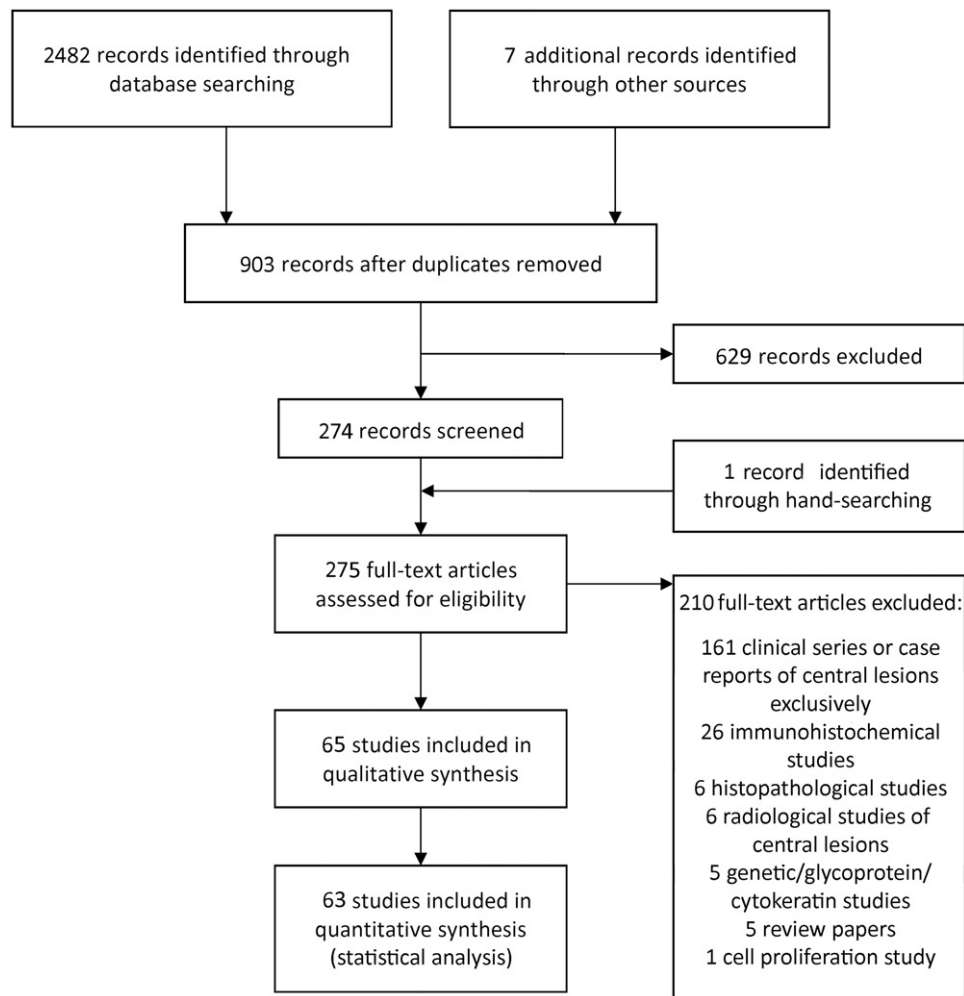 2482 records identified through
database searching
7 additional records identified
through other sources
903 records after duplicates removed
629 records excluded
274 records screened
1 record identified
through hand-searching
275 full-text articles
assessed for eligibility
210 full-text articles excluded:
161 clinical series or case
reports of central lesions
exclusively
26 immunohistochemical
studies
6 histopathological studies
6 radiological studies of
central lesions
5 genetic/glycoprotein/
cytokeratin studies
5 review papers
1 cell proliferation study
65 studies included in
qualitative synthesis
63 studies included in
quantitative synthesis
(statistical analysis)